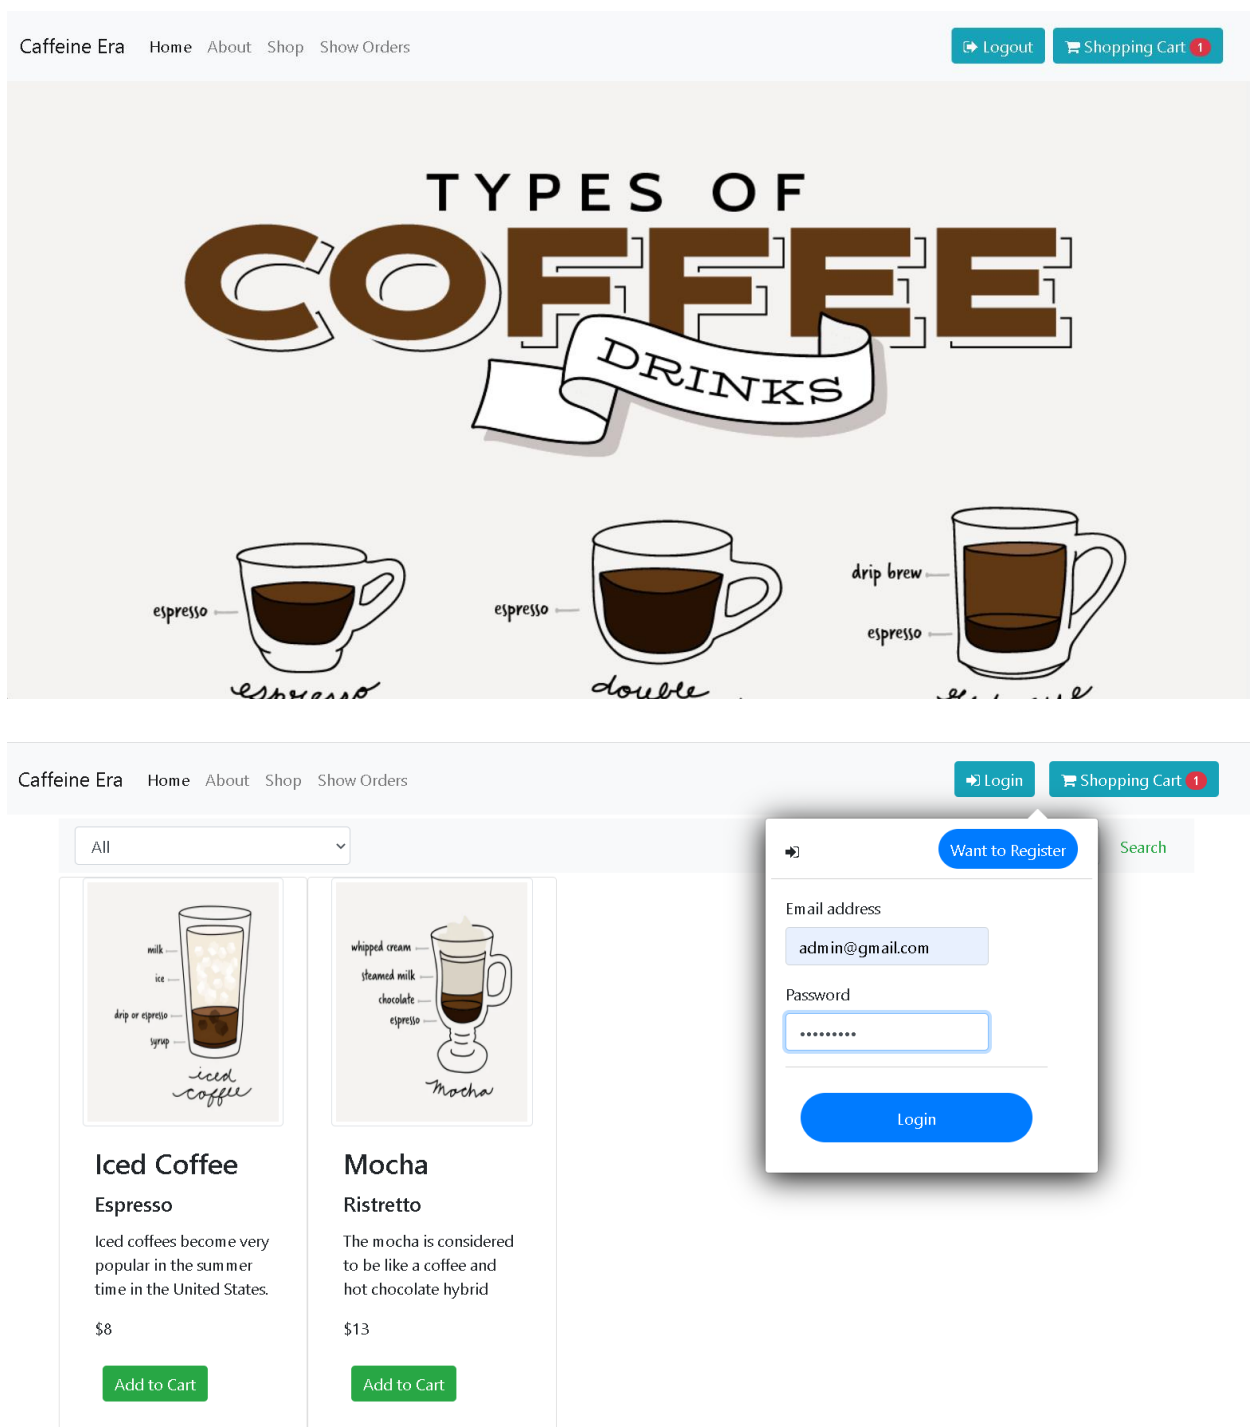 Caffeine Era Home About Shop Show Orders Logout Shopping Cart 1
TYPES OF
COFFEE
DRINKS
drip brew
espresso espresso
espresso
espresso double
Caffeine Era Home About Shop Show Orders Login Shopping Cart 1
All Want to Register Search
Email address
admin@gmail.com
Password
•••••••••
Login
milk
ice
drip or espresso
syrup
iced
coffee
whipped cream
steamed milk
chocolate
espresso
Mocha
Iced Coffee
Espresso
Iced coffees become very
popular in the summer
time in the United States.
$8
Add to Cart
Mocha
Ristretto
The mocha is considered
to be like a coffee and
hot chocolate hybrid
$13
Add to Cart